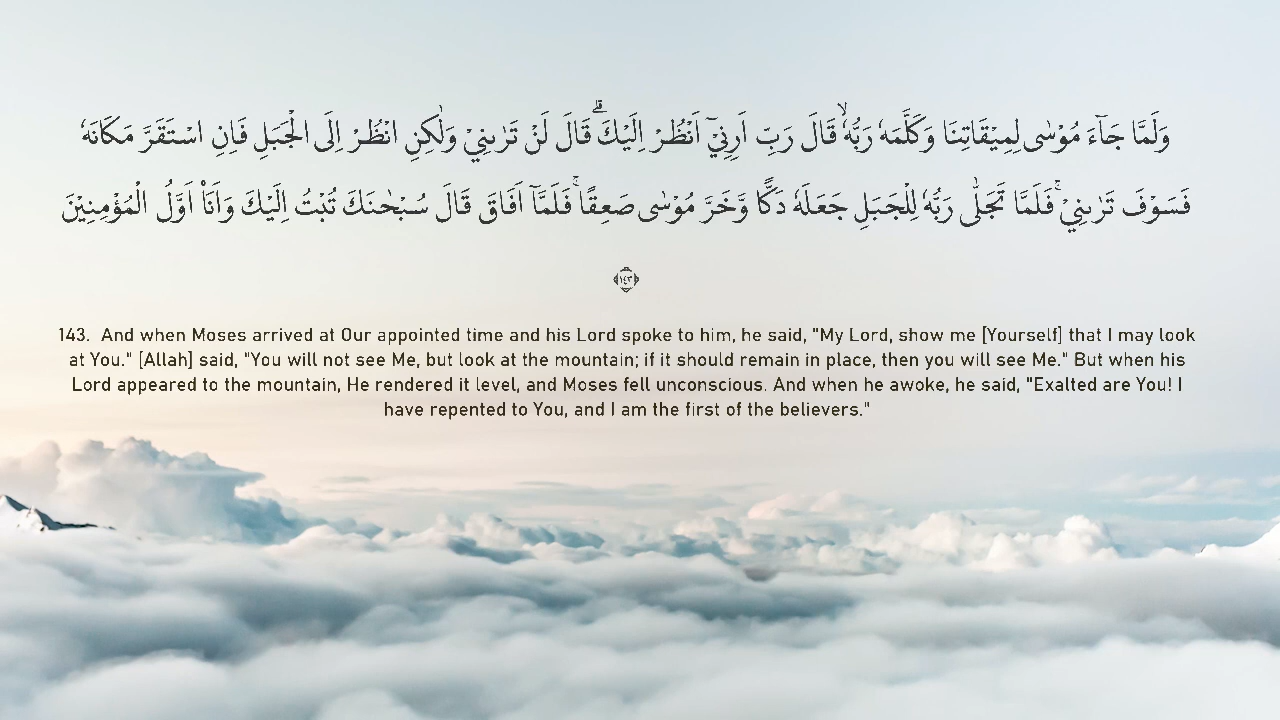 وَلَمَّا جَآءَ مُوْسٰى لِمِيْقَاتِنَا وَكَلَّمَهٗ رَبُّهٗۙ قَالَ رَبِّ اَرِنِيْٓ اَنْظُرْ اِلَيْكَۗ قَالَ لَنْ تَرٰىنِيْ وَلٰكِنِ انْظُرْ اِلَى الْجَبَلِ فَاِنِ اسْتَقَرَّ مَكَانَهٗ
فَسَوْفَ تَرٰىنِيْۚ فَلَمَّا تَجَلّٰى رَبُّهٗ لِلْجَبَلِ جَعَلَهٗ دَكًّا وَّخَرَّ مُوْسٰى صَعِقًاۚ فَلَمَّآ اَفَاقَ قَالَ سُبْحٰنَكَ تُبْتُ اِلَيْكَ وَاَنَا۠ اَوَّلُ الْمُؤْمِنِيْنَ
١٤٣
143. And when Moses arrived at Our appointed time and his Lord spoke to him, he said, "My Lord, show me [Yourself] that I may look
at You." [Allah] said, "You will not see Me, but look at the mountain; if it should remain in place, then you will see Me." But when his
Lord appeared to the mountain, He rendered it level, and Moses fell unconscious. And when he awoke, he said, "Exalted are You! I
have repented to You, and I am the first of the believers."